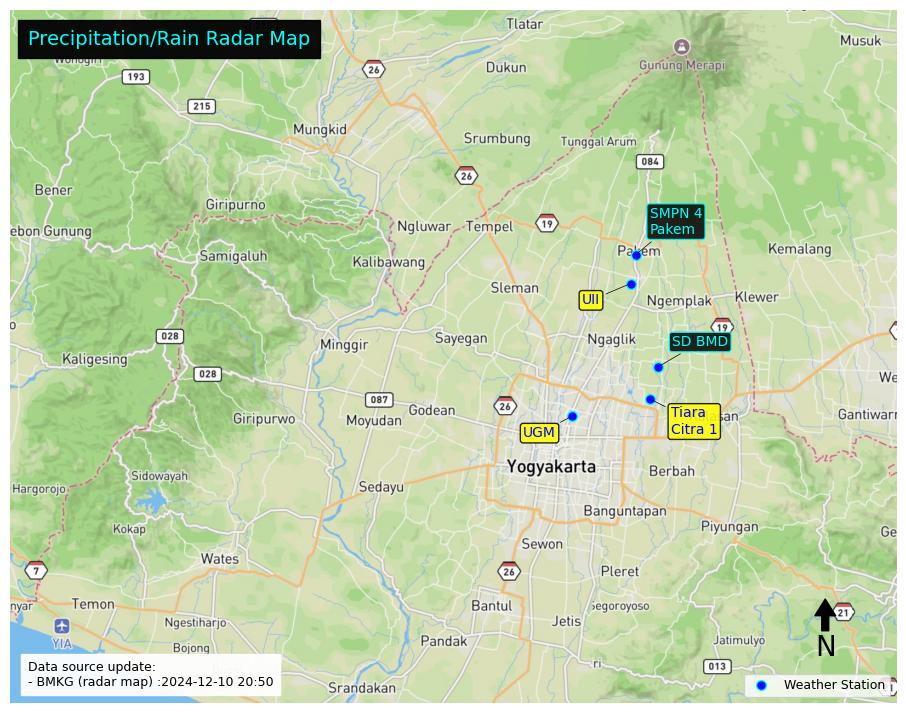 Precipitation/Rain Radar Map
Tlatar
Musuk
Wonogiri
26
Dukun
Gunung Merapi
193
215
Mungkid
Srumbung
Tunggal Arum
084
26
Bener
Giripurno
SMPN 4
Pakem
ebon Gunung
Ngluwar
Tempel
19
Samigaluh
Kalibawang
Pakem
Kemalang
Sleman
UII
Ngemplak
Klewer
028
Minggir
Sayegan
Ngaglik
19
SD BMD
Kaligesing
028
We
087
26
Giripurwo
Moyudan
Godean
Tiara
Citra 1
san
Gantiwarn
UGM
Yogyakarta
Berbah
Sidowayah
Hargorojo
Sedayu
Kokap
Banguntapan
Piyungan
Ge
Sewon
Wates
7
26
Pleret
nyar
Temon
Bantul
Segoroyoso
21
Ngestiharjo
Jetis
YIA
Bojong
Pandak
Jatimulyo
N
ri
013
Data source update:
- BMKG (radar map) :2024-12-10 20:50
Srandakan
Weather Station